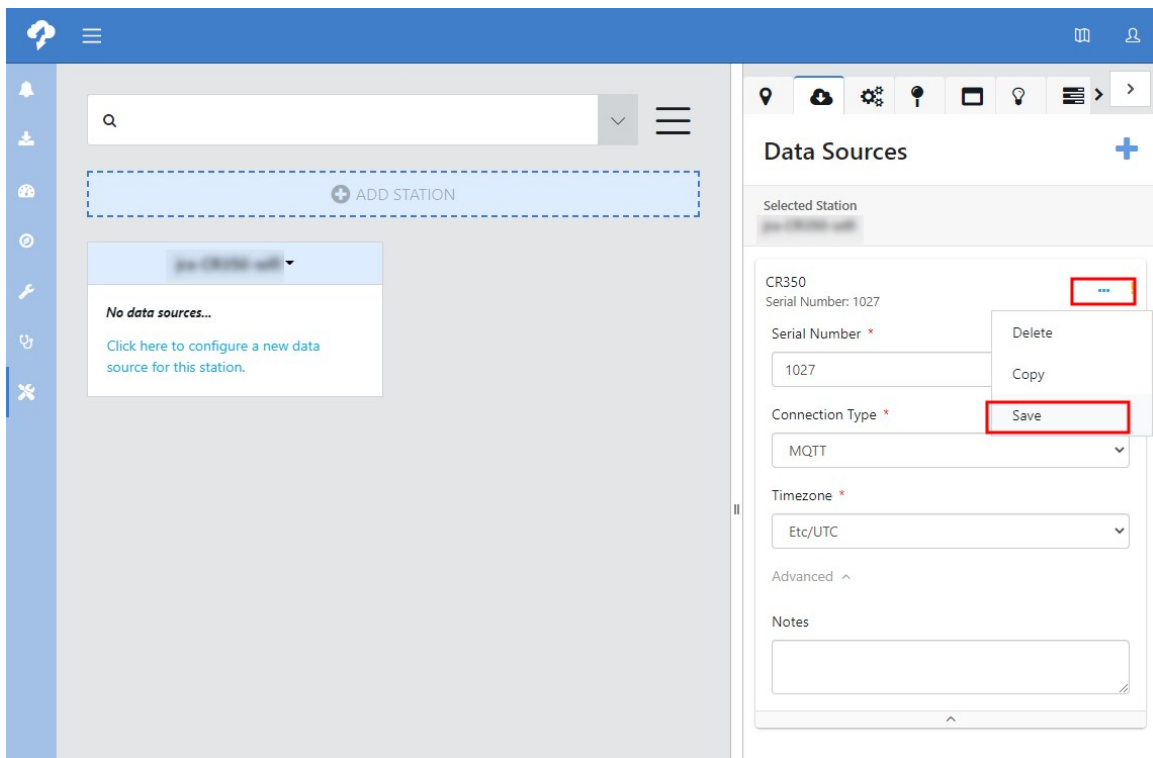 ADD STATION
No data sources...
Click here to configure a new data
source for this station.
Data Sources
Selected Station
CR350
Serial Number: 1027
Serial Number *
1027
Connection Type *
MQTT
Timezone *
Etc/UTC
Advanced
Notes
Delete
Copy
Save